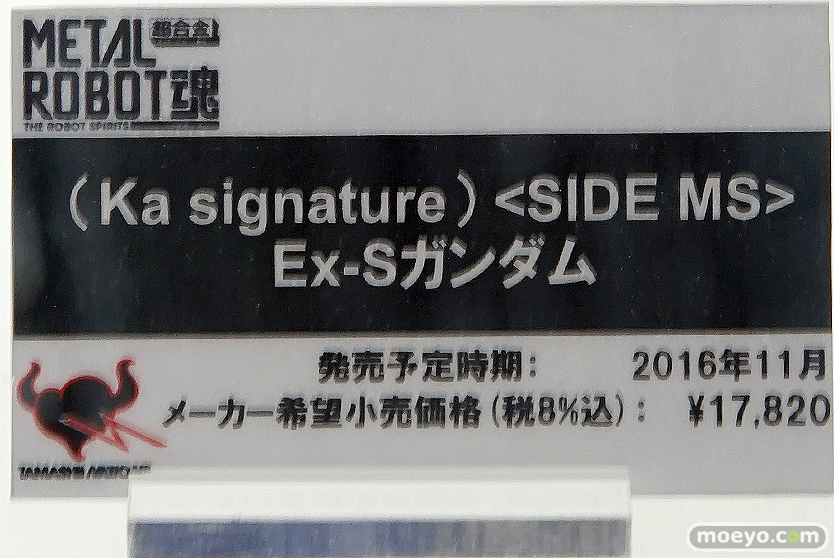 METAL 超合金
ROBOT魂
THE ROBOT SPIRITS
（Ka signature）<SIDE MS>
Ex-Sガンダム
発売予定時期： 2016年11月
メーカー希望小売価格(税8%込)： ¥17,820
moeyo.com